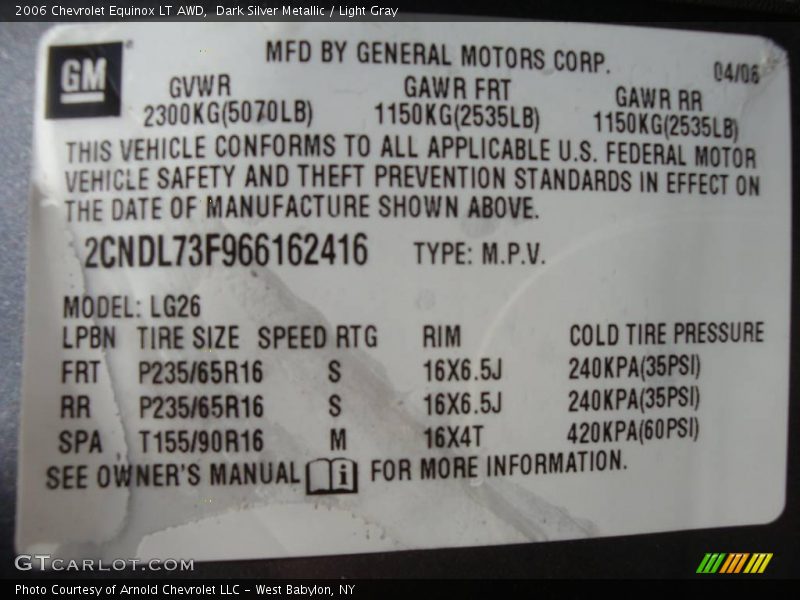 2006 Chevrolet Equinox LT AWD, Dark Silver Metallic / Light Gray
GM
MFD BY GENERAL MOTORS CORP.
04/06
GVWR GAWR FRT GAWR RR
2300KG(5070LB) 1150KG(2535LB) 1150KG(2535LB)
THIS VEHICLE CONFORMS TO ALL APPLICABLE U.S. FEDERAL MOTOR
VEHICLE SAFETY AND THEFT PREVENTION STANDARDS IN EFFECT ON
THE DATE OF MANUFACTURE SHOWN ABOVE.
2CNDL73F966162416 TYPE: M.P.V.
MODEL: LG26
LPBN TIRE SIZE SPEED RTG RIM COLD TIRE PRESSURE
FRT P235/65R16 S 16X6.5J 240KPA(35PSI)
RR P235/65R16 S 16X6.5J 240KPA(35PSI)
SPA T155/90R16 M 16X4T 420KPA(60PSI)
SEE OWNER'S MANUAL i FOR MORE INFORMATION.
GTCARLOT.COM
Photo Courtesy of Arnold Chevrolet LLC - West Babylon, NY